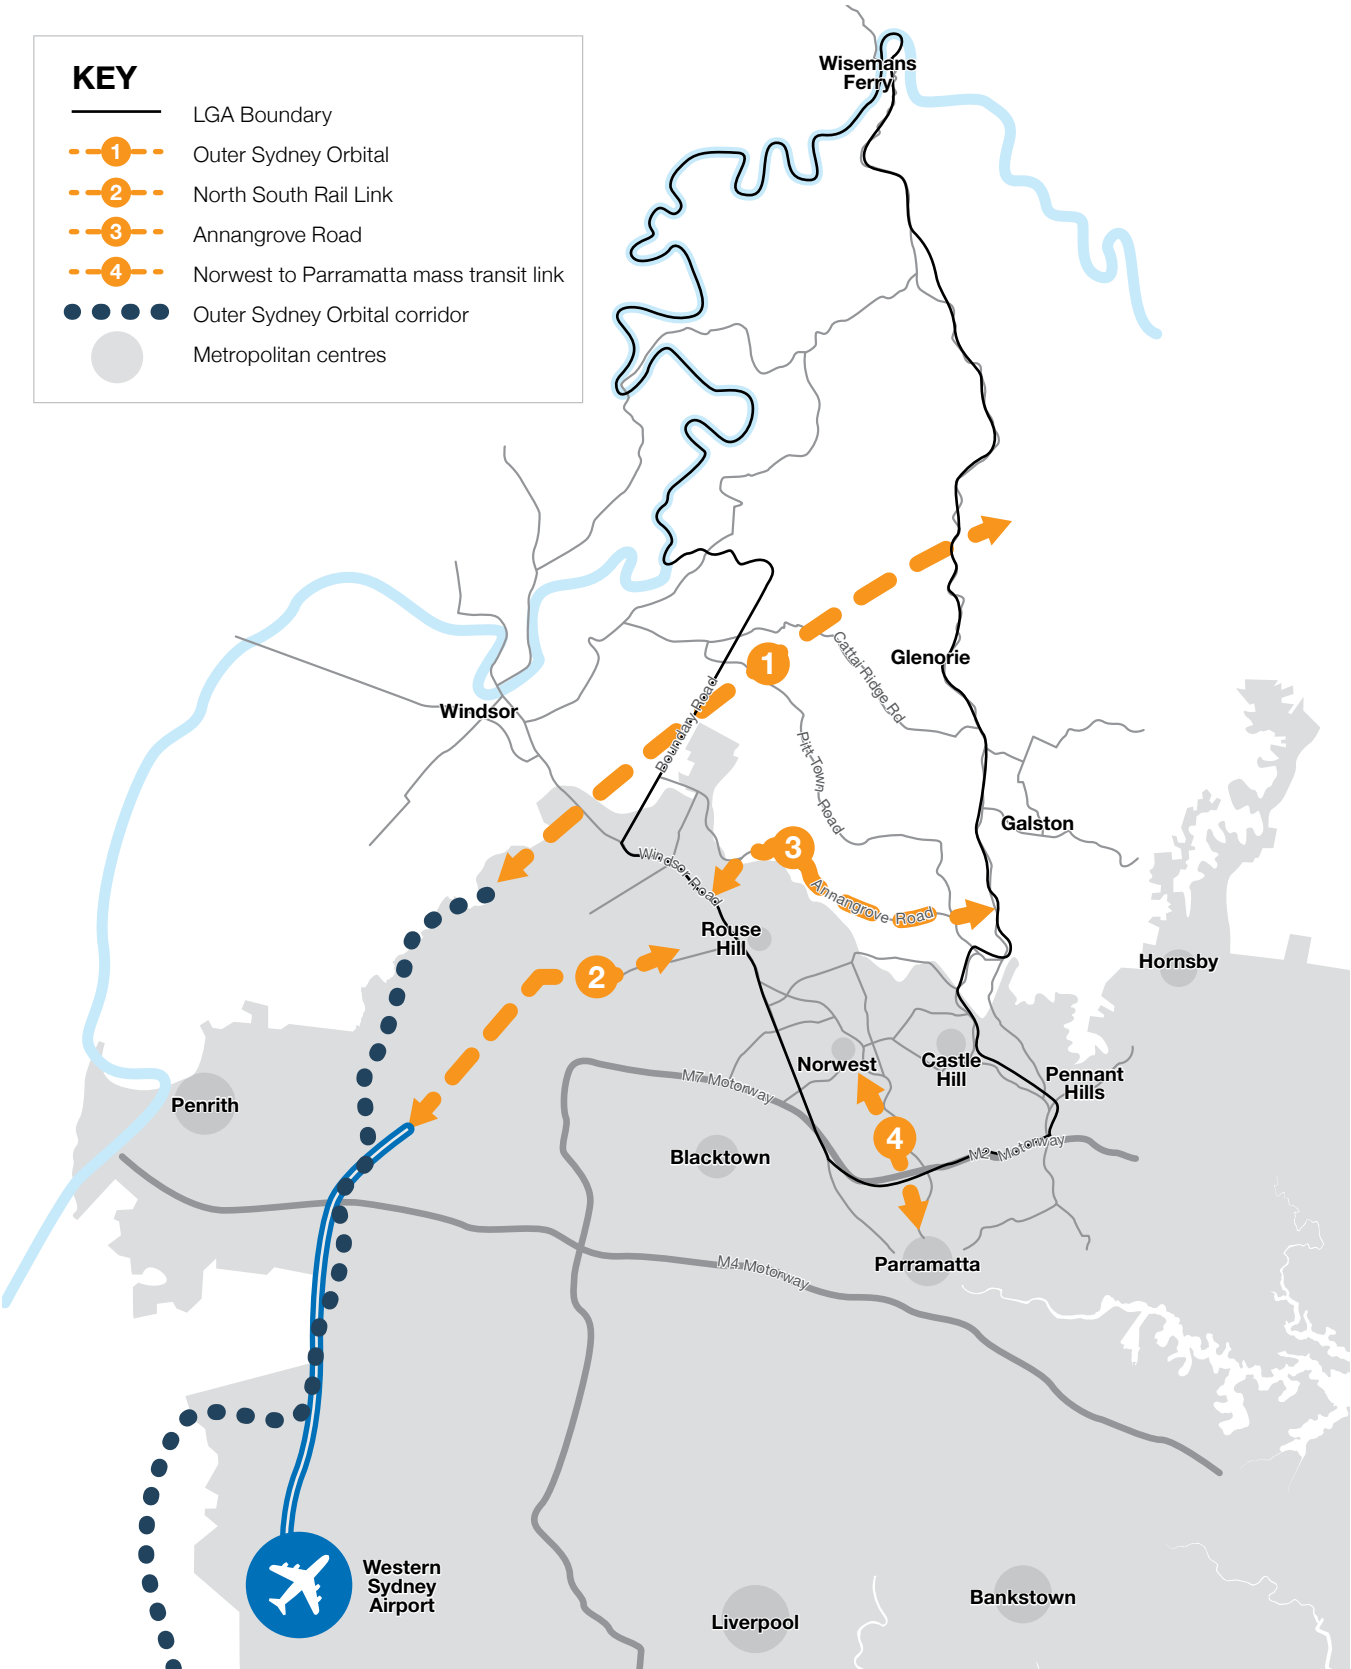 KEY
LGA Boundary
1
Outer Sydney Orbital
2
North South Rail Link
3
Annangrove Road
4
Norwest to Parramatta mass transit link
Outer Sydney Orbital corridor
Metropolitan centres
Wisemans
Ferry
Glenorie
1
Cattai Ridge Rd
Boundary Road
Windsor
Pitt Town Road
Galston
3
Windsor Road
Annangrove Road
Rouse
Hill
Hornsby
2
Norwest
Castle
Hill
Pennant
Hills
M7 Motorway
Penrith
4
M2 Motorway
Blacktown
Parramatta
M4 Motorway
Western
Sydney
Airport
Liverpool
Bankstown